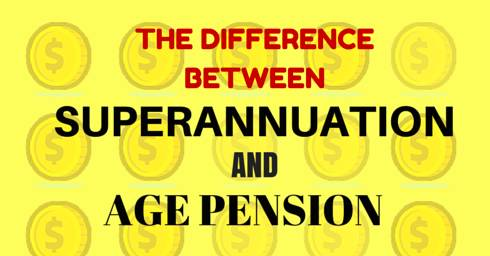 THE DIFFERENCE
BETWEEN
SUPERANNUATION
AND
AGE PENSION